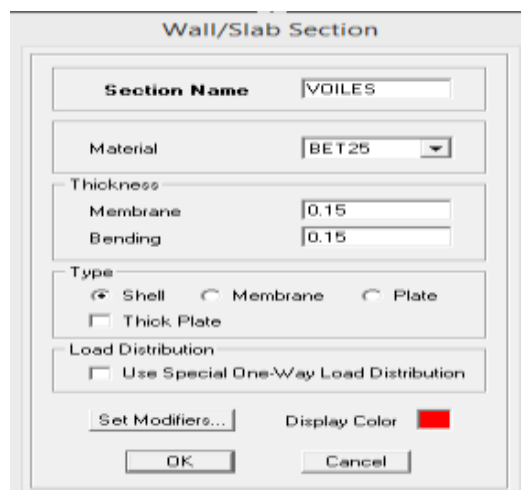 Wall/Slab Section
Section Name VOILES
Material BET25
Thickness
Membrane 0.15
Bending 0.15
Type
Shell Membrane Plate
Thick Plate
Load Distribution
Use Special One-Way Load Distribution
Set Modifiers... Display Color
OK Cancel